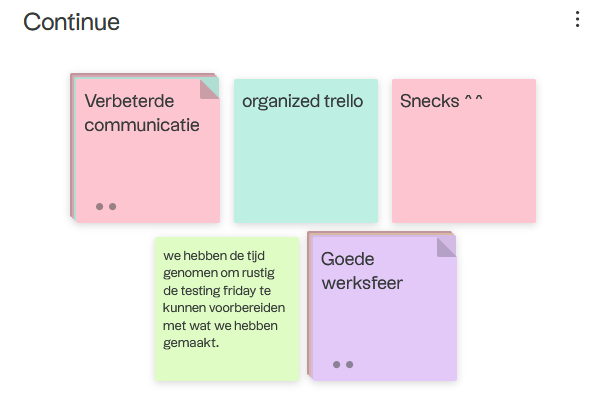 Continue
Verbeterde
communicatie
organized trello
Snecks ^^
we hebben de tijd
genomen om rustig
de testing friday te
kunnen voorbereiden
met wat we hebben
gemaakt.
Goede
werksfeer